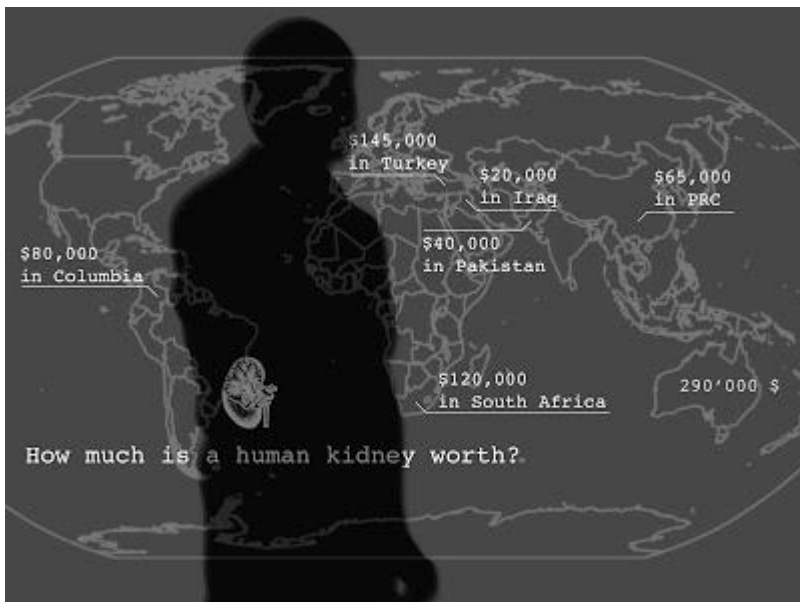 $145,000
in Turkey
$20,000
in Iraq
$65,000
in PRC
$80,000
in Columbia
$40,000
in Pakistan
$120,000
in South Africa
290'000 $
How much is a human kidney worth?